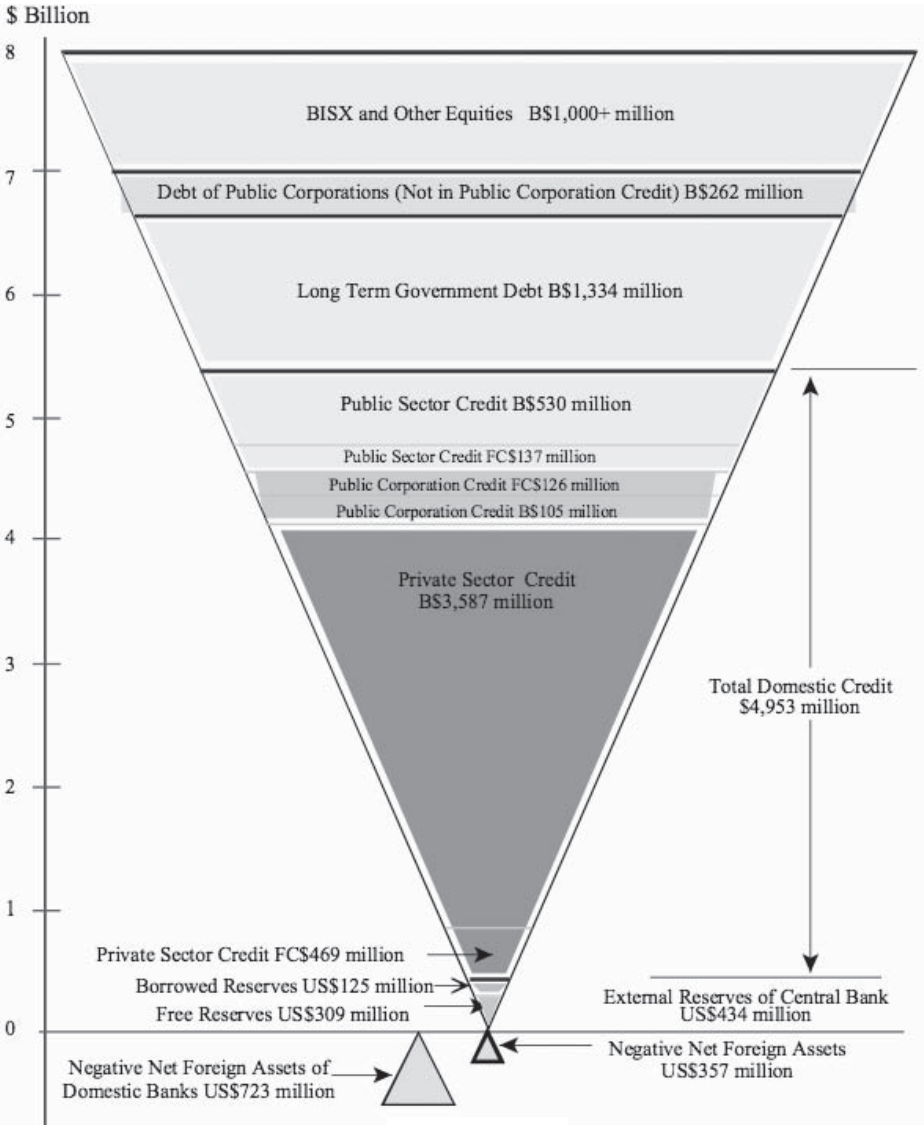 $ Billion
8
BISX and Other Equities B$1,000+ million
7
Debt of Public Corporations (Not in Public Corporation Credit) B$262 million
6
Long Term Government Debt B$1,334 million
Public Sector Credit B$530 million
5
Public Sector Credit FC$137 million
Public Corporation Credit FC$126 million
Public Corporation Credit B$105 million
4
Private Sector Credit
B$3,587 million
3
Total Domestic Credit
$4,953 million
2
1
Private Sector Credit FC$469 million
Borrowed Reserves US$125 million
Free Reserves US$309 million
External Reserves of Central Bank
US$434 million
0
Negative Net Foreign Assets of
Domestic Banks US$723 million
Negative Net Foreign Assets
US$357 million